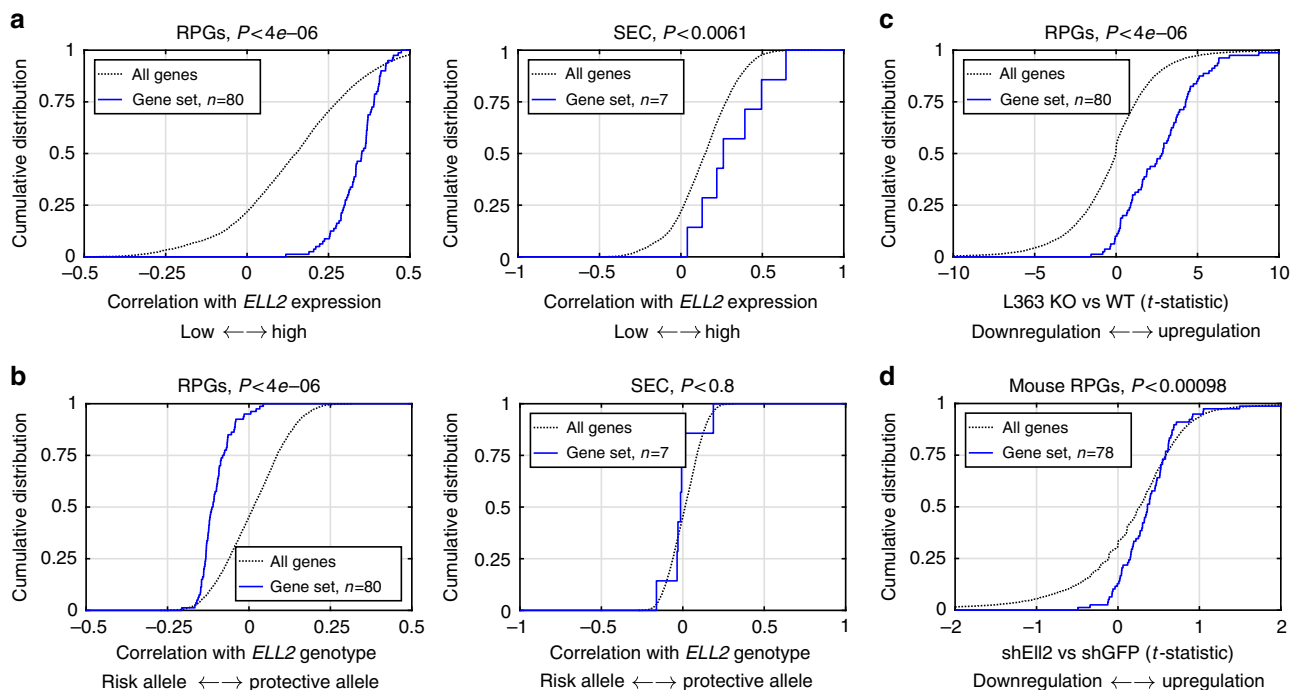 a
RPGs, P<4e−06
1
0.75
0.5
0.25
0
Cumulative distribution
All genes
Gene set, n=80
−0.5 −0.25 0 0.25 0.5
Correlation with ELL2 expression
Low ←→ high
SEC, P<0.0061
1
0.75
0.5
0.25
0
Cumulative distribution
All genes
Gene set, n=7
−1 −0.5 0 0.5 1
Correlation with ELL2 expression
Low ←→ high
c
RPGs, P<4e−06
1
0.75
0.5
0.25
0
Cumulative distribution
All genes
Gene set, n=80
−10 −5 0 5 10
L363 KO vs WT (t-statistic)
Downregulation ←→ upregulation
b
RPGs, P<4e−06
1
0.75
0.5
0.25
0
Cumulative distribution
All genes
Gene set, n=80
−0.5 −0.25 0 0.25 0.5
Correlation with ELL2 genotype
Risk allele ←→ protective allele
SEC, P<0.8
1
0.75
0.5
0.25
0
Cumulative distribution
All genes
Gene set, n=7
−1 −0.5 0 0.5 1
Correlation with ELL2 genotype
Risk allele ←→ protective allele
d
Mouse RPGs, P<0.00098
1
0.75
0.5
0.25
0
Cumulative distribution
All genes
Gene set, n=78
−2 −1 0 1 2
shEll2 vs shGFP (t-statistic)
Downregulation ←→ upregulation